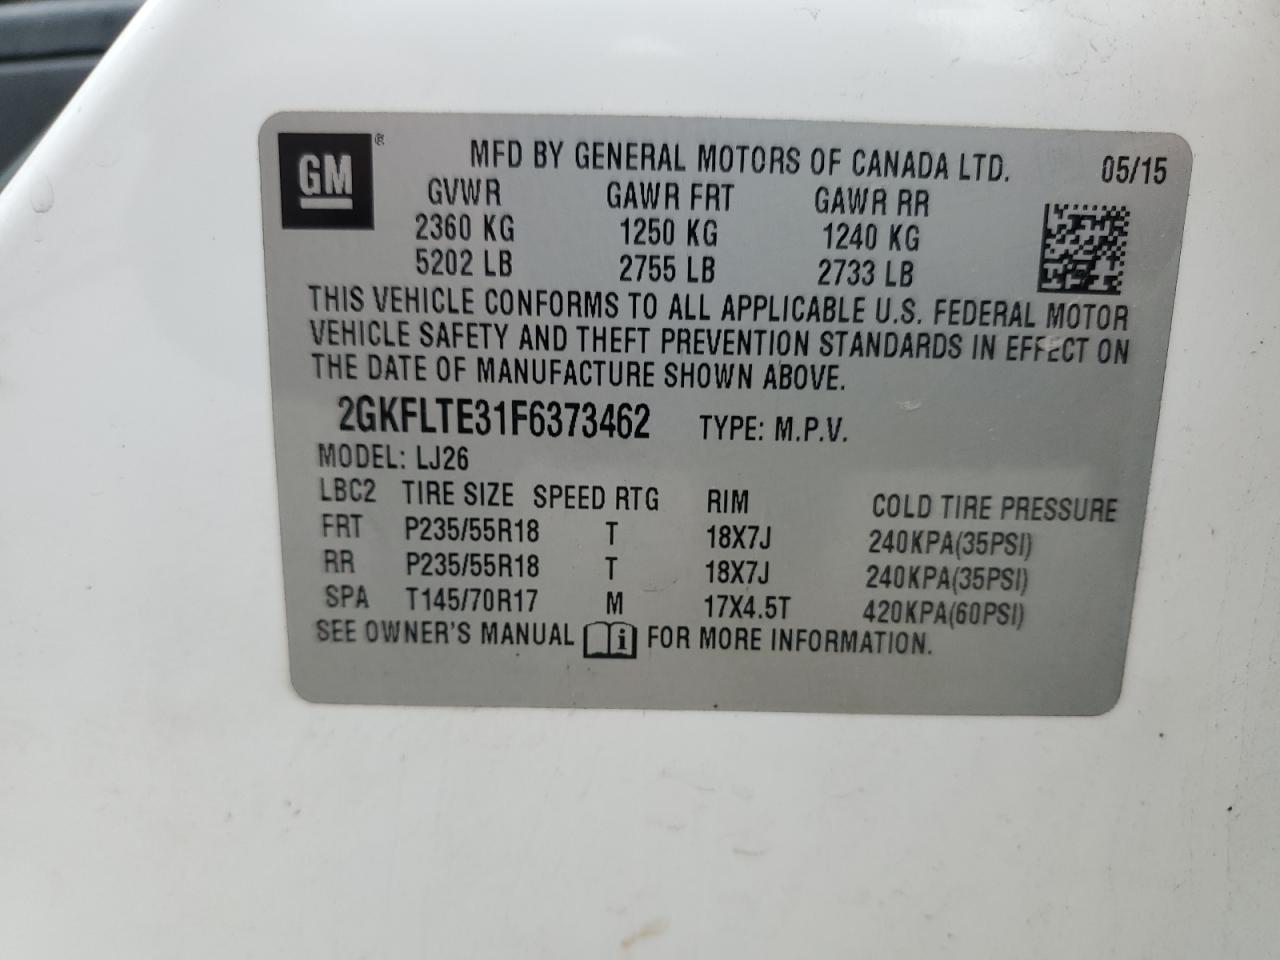 GM ®
MFD BY GENERAL MOTORS OF CANADA LTD. 05/15
GVWR GAWR FRT GAWR RR
2360 KG 1250 KG 1240 KG
5202 LB 2755 LB 2733 LB
THIS VEHICLE CONFORMS TO ALL APPLICABLE U.S. FEDERAL MOTOR
VEHICLE SAFETY AND THEFT PREVENTION STANDARDS IN EFFECT ON
THE DATE OF MANUFACTURE SHOWN ABOVE.
2GKFLTE31F6373462 TYPE: M.P.V.
MODEL: LJ26
LBC2 TIRE SIZE SPEED RTG RIM COLD TIRE PRESSURE
FRT P235/55R18 T 18X7J 240KPA(35PSI)
RR P235/55R18 T 18X7J 240KPA(35PSI)
SPA T145/70R17 M 17X4.5T 420KPA(60PSI)
SEE OWNER'S MANUAL i FOR MORE INFORMATION.